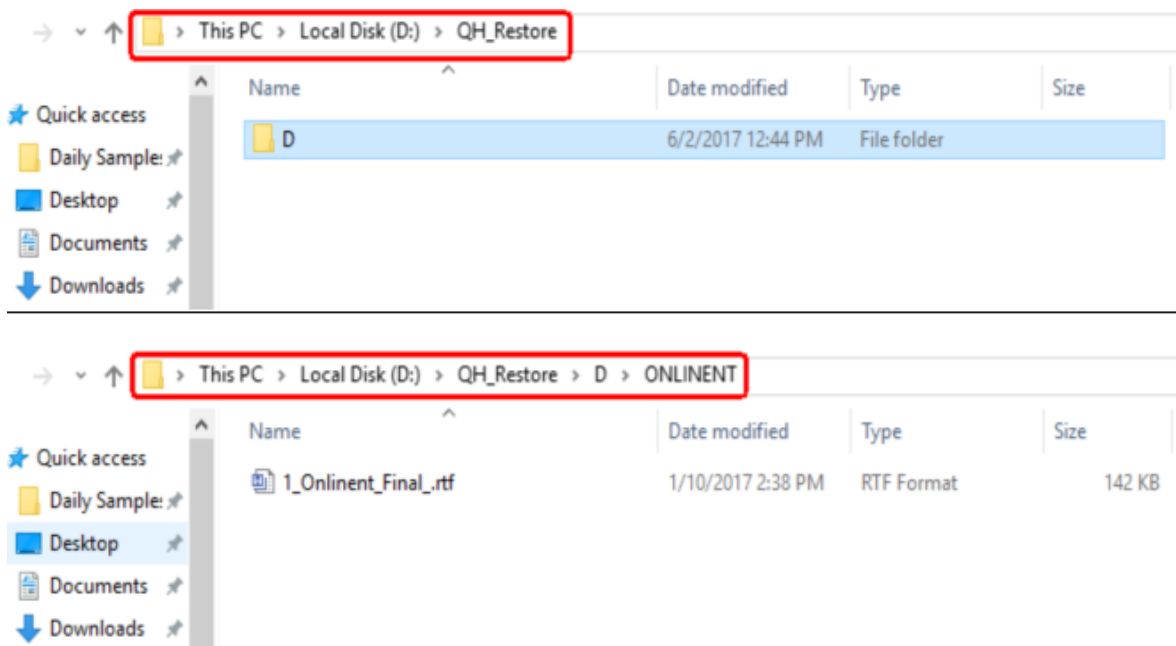 This PC > Local Disk (D:) > QH_Restore
Name Date modified Type Size
Quick access
D 6/2/2017 12:44 PM File folder
Daily Sample:
Desktop
Documents
Downloads
This PC > Local Disk (D:) > QH_Restore > D > ONLINENT
Name Date modified Type Size
Quick access
1_Onlinent_Final_.rtf 1/10/2017 2:38 PM RTF Format 142 KB
Daily Sample:
Desktop
Documents
Downloads